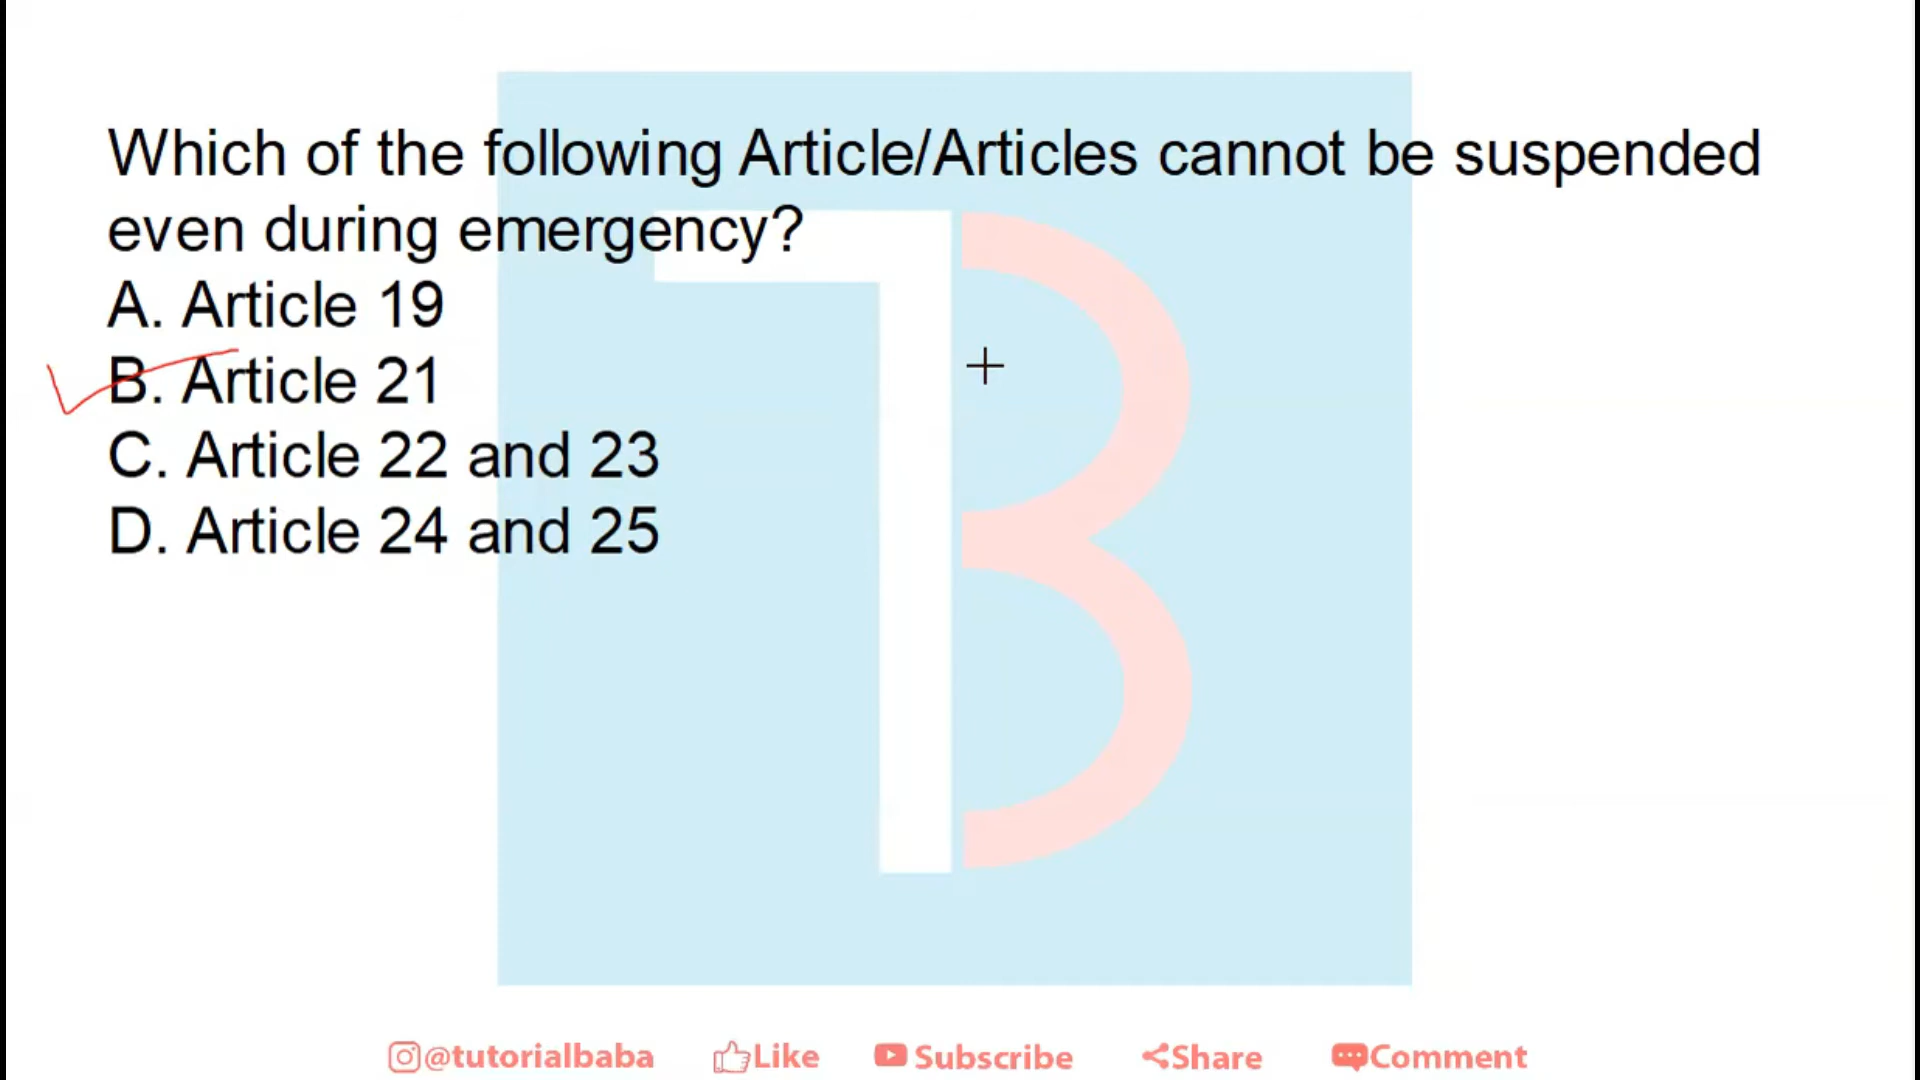 Which of the following Article/Articles cannot be suspended
even during emergency?
A. Article 19
B. Article 21
C. Article 22 and 23
D. Article 24 and 25
@tutorialbaba Like Subscribe Share Comment